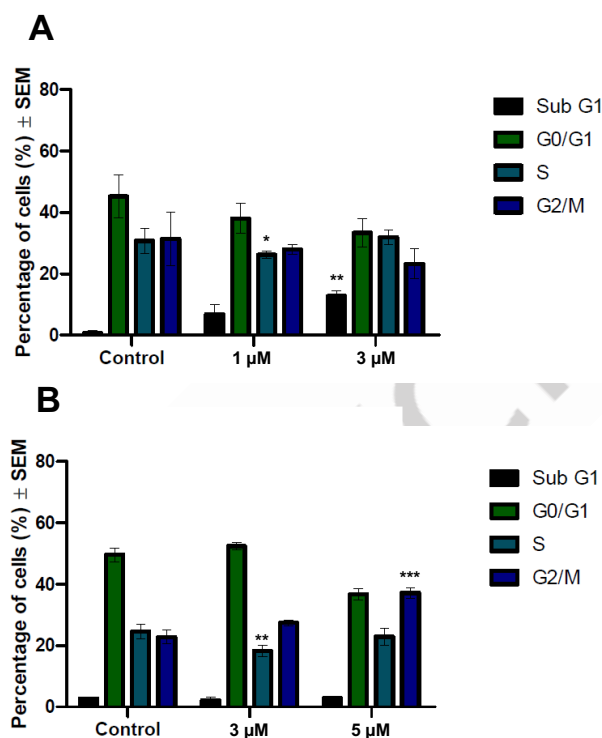 A
Percentage of cells (%) ± SEM
80
60
40
20
0
*
**
Control
1 µM
3 µM
Sub G1
G0/G1
S
G2/M
B
Percentage of cells (%) ± SEM
80
60
40
20
0
**
***
Control
3 µM
5 µM
Sub G1
G0/G1
S
G2/M